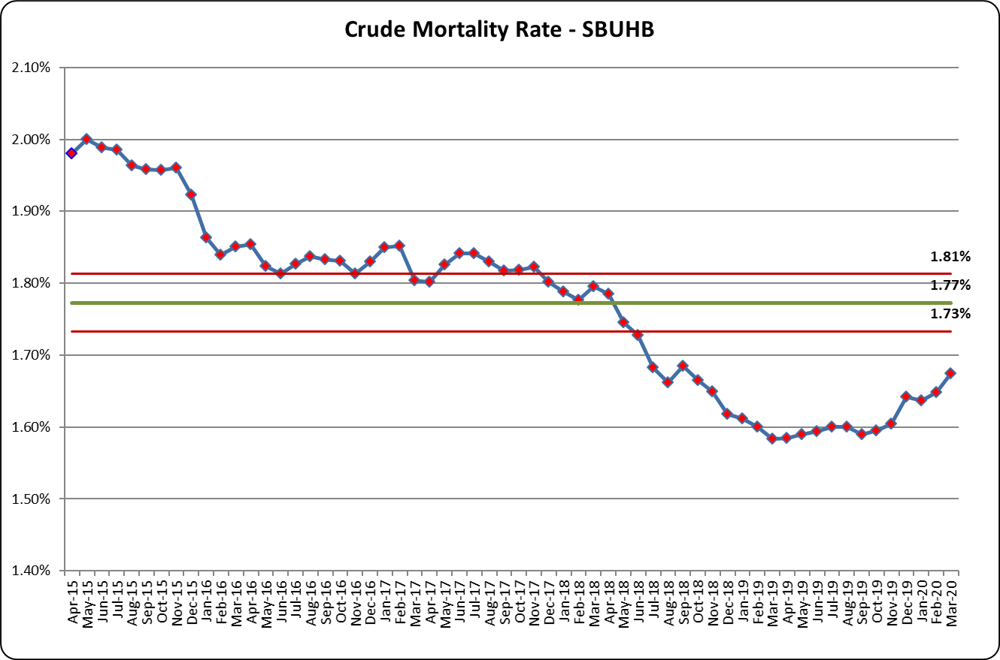 Crude Mortality Rate - SBUHB
2.10%
2.00%
1.90%
1.80%
1.70%
1.60%
1.50%
1.40%
1.81%
1.77%
1.73%
Apr-15
May-15
Jun-15
Jul-15
Aug-15
Sep-15
Oct-15
Nov-15
Dec-15
Jan-16
Feb-16
Mar-16
Apr-16
May-16
Jun-16
Jul-16
Aug-16
Sep-16
Oct-16
Nov-16
Dec-16
Jan-17
Feb-17
Mar-17
Apr-17
May-17
Jun-17
Jul-17
Aug-17
Sep-17
Oct-17
Nov-17
Dec-17
Jan-18
Feb-18
Mar-18
Apr-18
May-18
Jun-18
Jul-18
Aug-18
Sep-18
Oct-18
Nov-18
Dec-18
Jan-19
Feb-19
Mar-19
Apr-19
May-19
Jun-19
Jul-19
Aug-19
Sep-19
Oct-19
Nov-19
Dec-19
Jan-20
Feb-20
Mar-20